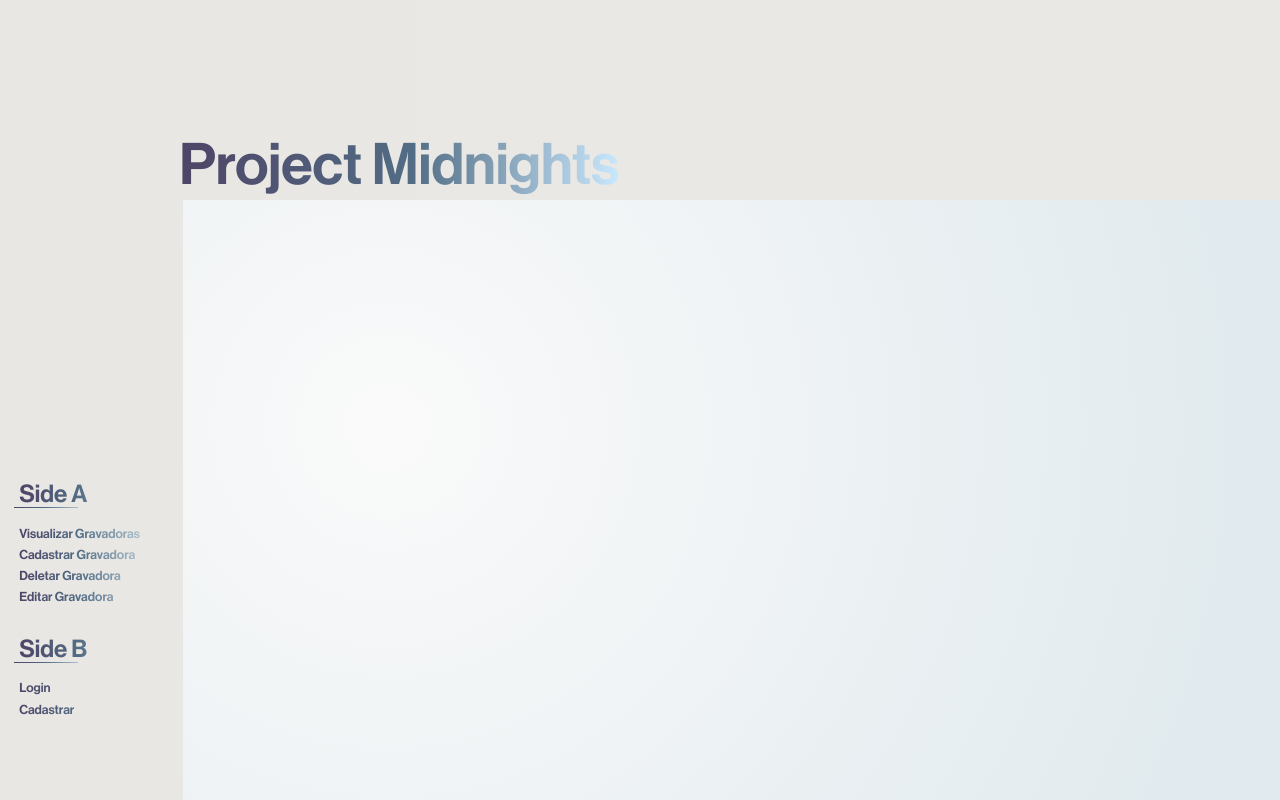 Project Midnights
Side A
Visualizar Gravadoras
Cadastrar Gravadora
Deletar Gravadora
Editar Gravadora
Side B
Login
Cadastrar